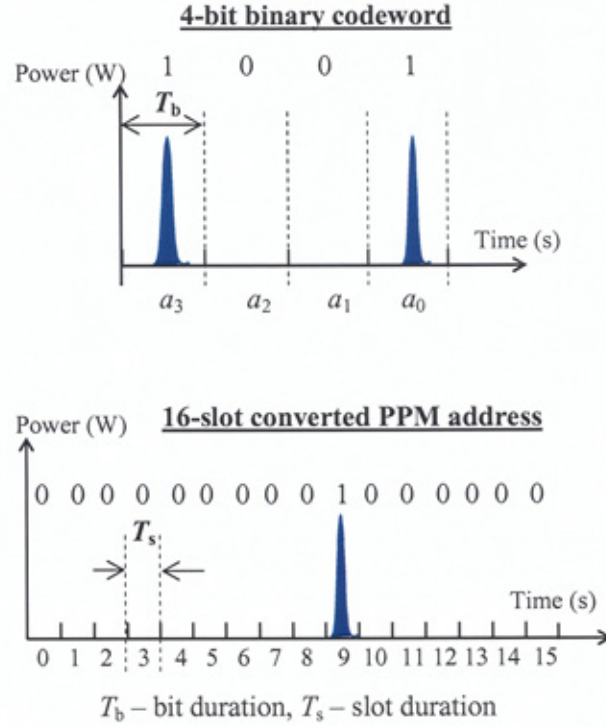 4-bit binary codeword
Power (W) 1 0 0 1
T_b
Time (s)
a_3 a_2 a_1 a_0
Power (W) 16-slot converted PPM address
0 0 0 0 0 0 0 0 0 1 0 0 0 0 0 0
T_s
Time (s)
0 1 2 3 4 5 6 7 8 9 10 11 12 13 14 15
T_b – bit duration, T_s – slot duration